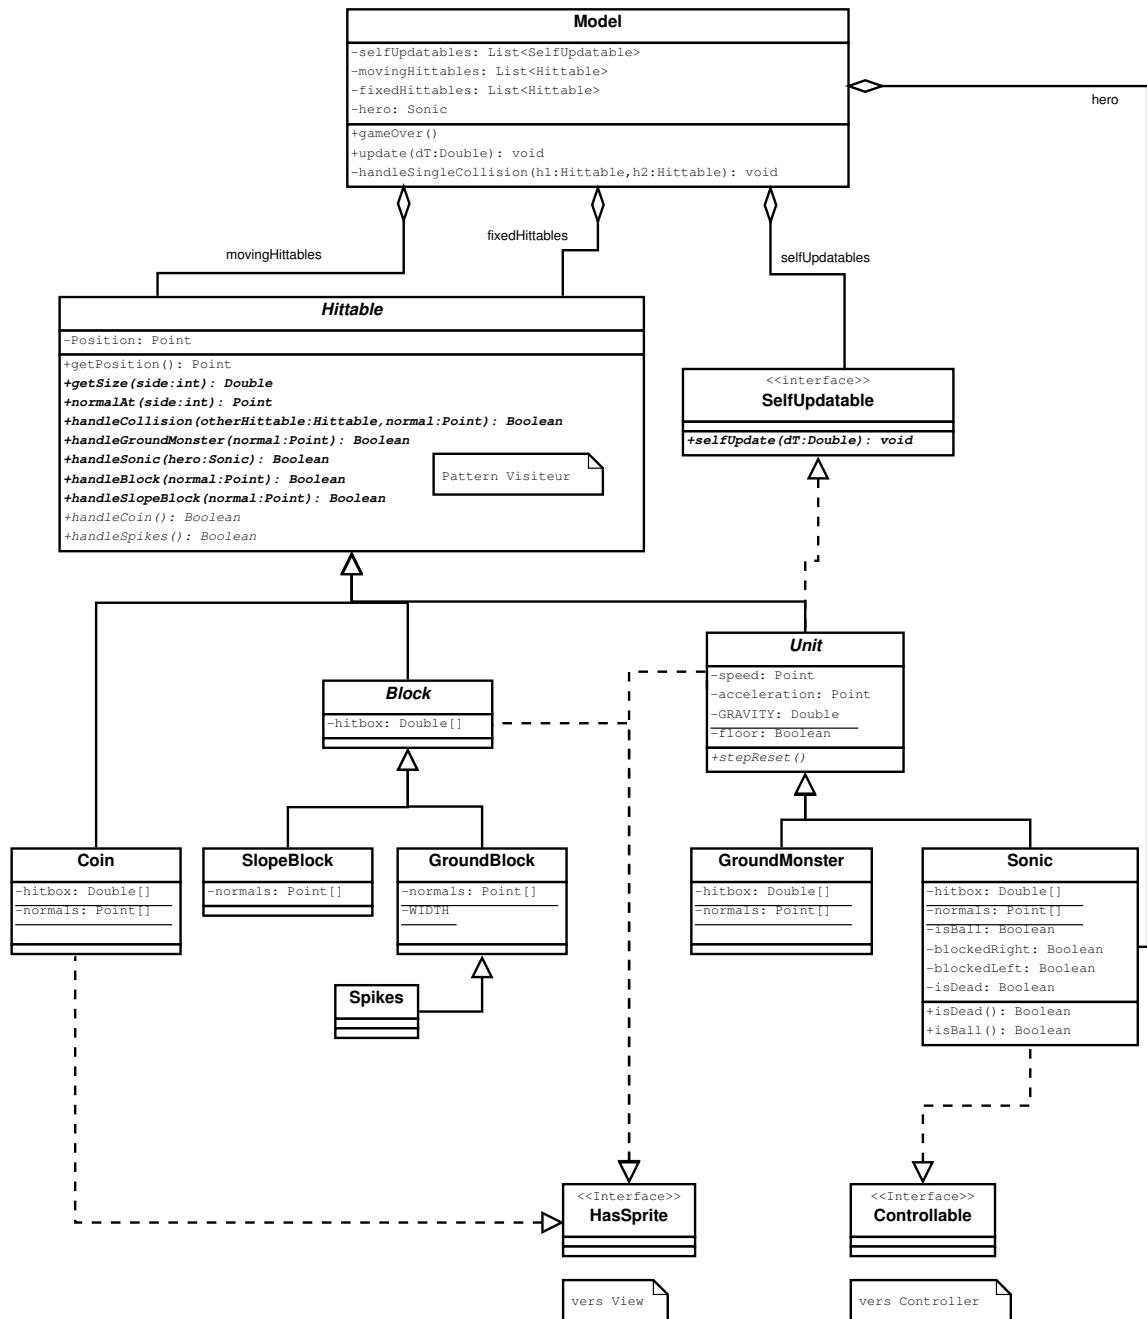 Model
-selfUpdatables: List<SelfUpdatable>
-movingHittables: List<Hittable>
-fixedHittables: List<Hittable>
-hero: Sonic
+gameOver()
+update(dT:Double): void
-handleSingleCollision(h1:Hittable,h2:Hittable): void
hero
movingHittables
fixedHittables
selfUpdatables
Hittable
-Position: Point
+getPosition(): Point
+getSize(side:int): Double
+normalAt(side:int): Point
+handleCollision(otherHittable:Hittable,normal:Point): Boolean
+handleGroundMonster(normal:Point): Boolean
+handleSonic(hero:Sonic): Boolean
+handleBlock(normal:Point): Boolean
+handleSlopeBlock(normal:Point): Boolean
+handleCoin(): Boolean
+handleSpikes(): Boolean
Pattern Visiteur
<<interface>>
SelfUpdatable
+selfUpdate(dT:Double): void
Unit
-speed: Point
-acceleration: Point
-GRAVITY: Double
-floor: Boolean
+stepReset()
Block
-hitbox: Double[]
Coin
-hitbox: Double[]
-normals: Point[]
SlopeBlock
-normals: Point[]
GroundBlock
-normals: Point[]
-WIDTH
Spikes
GroundMonster
-hitbox: Double[]
-normals: Point[]
Sonic
-hitbox: Double[]
-normals: Point[]
-isBall: Boolean
-blockedRight: Boolean
-blockedLeft: Boolean
-isDead: Boolean
+isDead(): Boolean
+isBall(): Boolean
<<Interface>>
HasSprite
<<Interface>>
Controllable
vers View
vers Controller